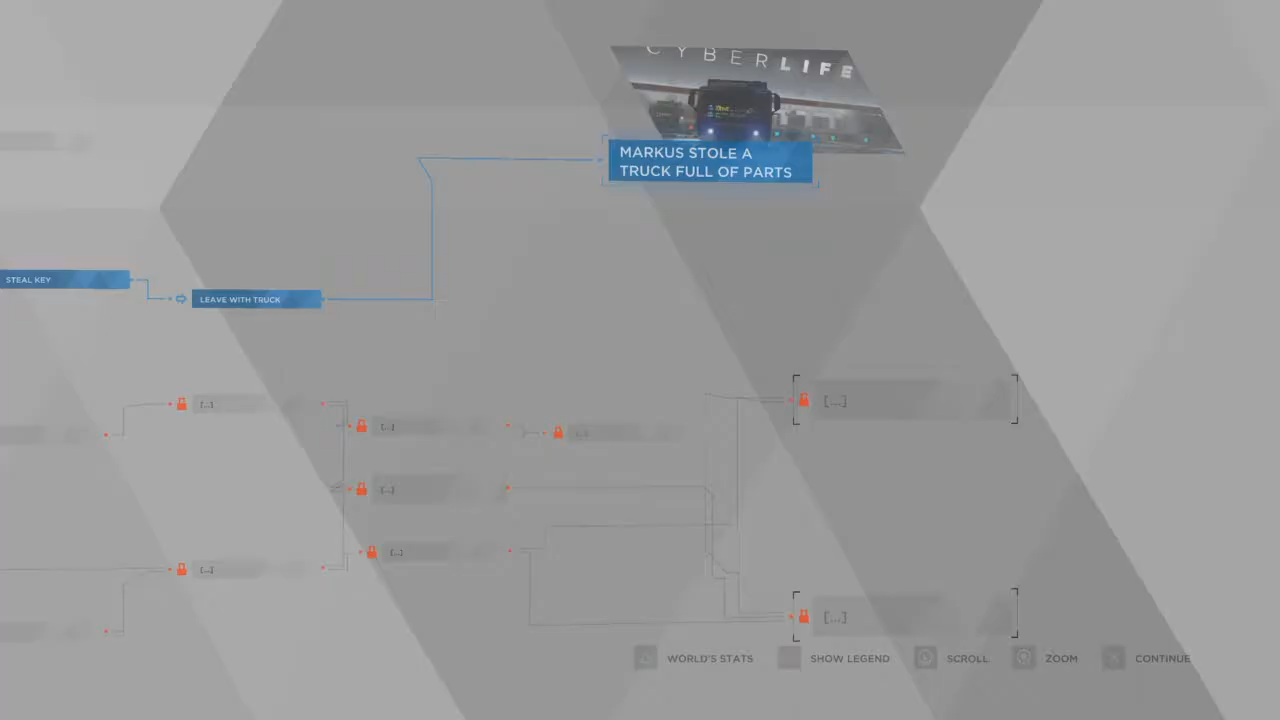 CYBERLIFE
MARKUS STOLE A
TRUCK FULL OF PARTS
STEAL KEY
LEAVE WITH TRUCK
[...]
[...]
[...]
[...]
[...]
[...]
[...]
[...]
WORLD'S STATS
SHOW LEGEND
SCROLL
ZOOM
CONTINUE